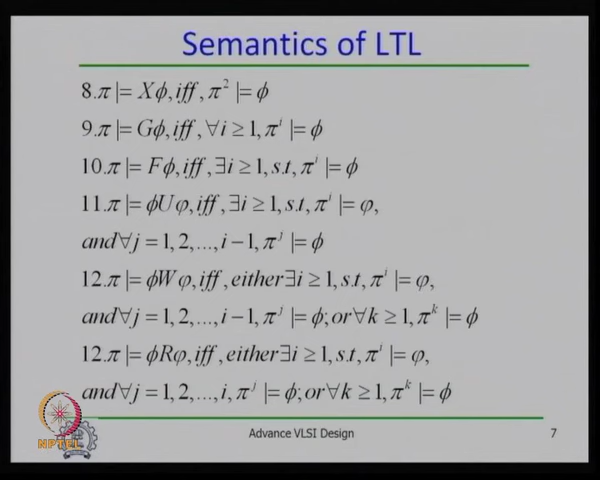 Semantics of LTL
8.π |= Xϕ, iff, π² |= ϕ
9.π |= Gϕ, iff, ∀i ≥ 1, πⁱ |= ϕ
10.π |= Fϕ, iff, ∃i ≥ 1, s.t, πⁱ |= ϕ
11.π |= ϕUφ, iff, ∃i ≥ 1, s.t, πⁱ |= φ,
and∀j = 1, 2, ..., i − 1, πʲ |= ϕ
12.π |= ϕWφ, iff, either∃i ≥ 1, s.t, πⁱ |= φ,
and∀j = 1, 2, ..., i − 1, πʲ |= ϕ; or∀k ≥ 1, πᵏ |= ϕ
12.π |= ϕRφ, iff, either∃i ≥ 1, s.t, πⁱ |= φ,
and∀j = 1, 2, ..., i, πʲ |= ϕ; or∀k ≥ 1, πᵏ |= ϕ
NPTEL
Advance VLSI Design
7